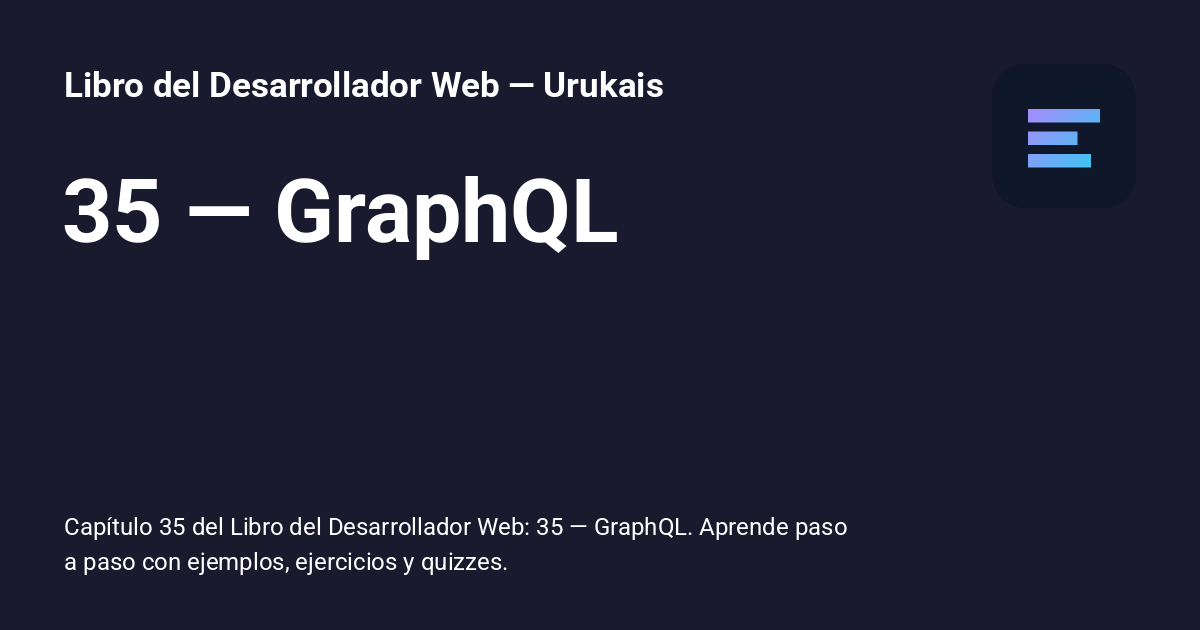 Libro del Desarrollador Web — Urukais
35 — GraphQL
Capítulo 35 del Libro del Desarrollador Web: 35 — GraphQL. Aprende paso
a paso con ejemplos, ejercicios y quizzes.